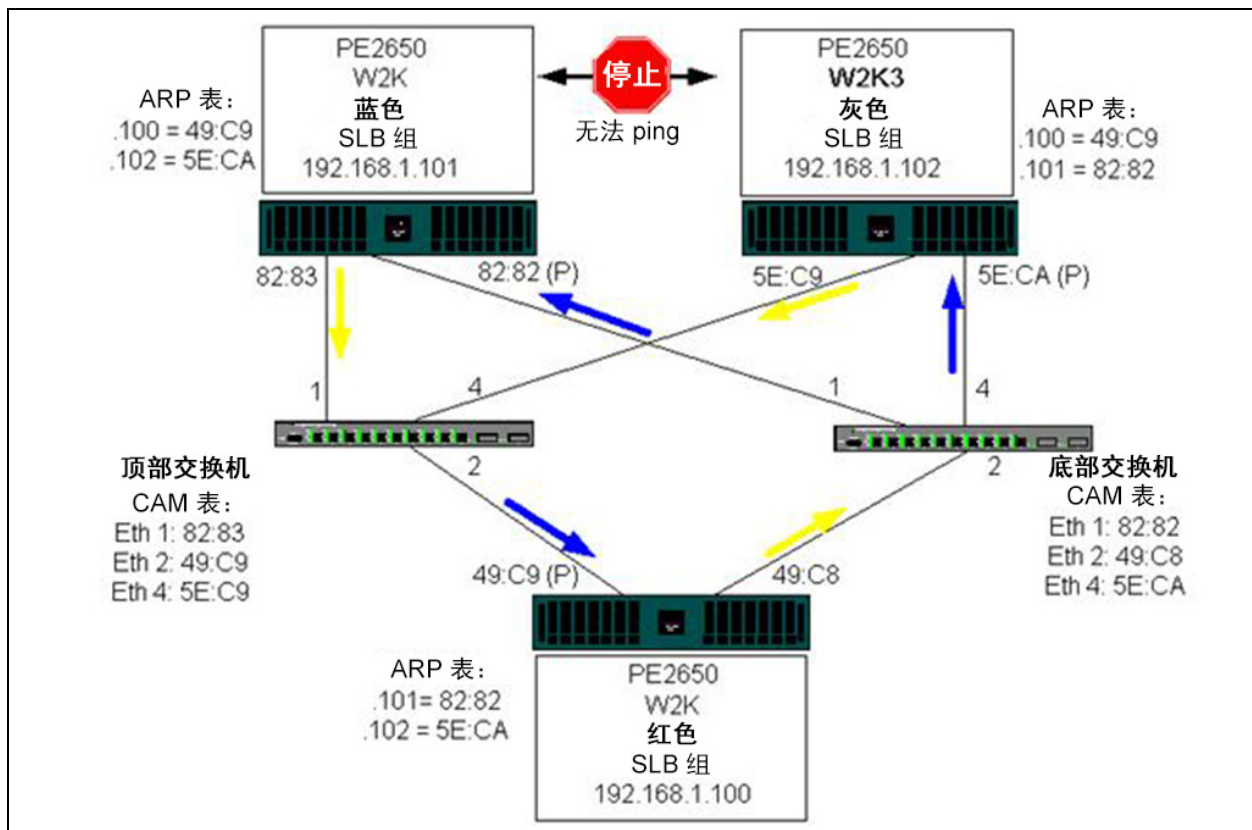 PE2650
W2K
蓝色
SLB 组
192.168.1.101
停止
无法 ping
PE2650
W2K3
灰色
SLB 组
192.168.1.102
ARP 表：
.100 = 49:C9
.102 = 5E:CA
ARP 表：
.100 = 49:C9
.101 = 82:82
82:83
82:82 (P)
5E:C9
5E:CA (P)
1
4
1
4
2
2
顶部交换机
CAM 表：
Eth 1: 82:83
Eth 2: 49:C9
Eth 4: 5E:C9
底部交换机
CAM 表：
Eth 1: 82:82
Eth 2: 49:C8
Eth 4: 5E:CA
49:C9 (P)
49:C8
ARP 表：
.101= 82:82
.102 = 5E:CA
PE2650
W2K
红色
SLB 组
192.168.1.100